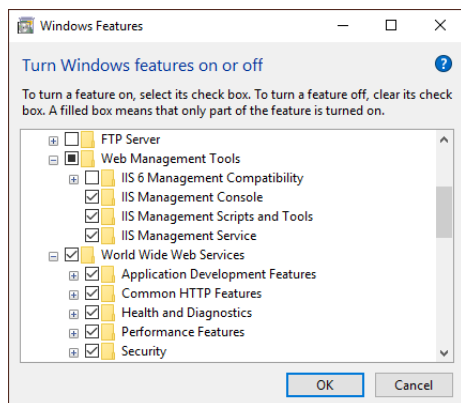 Windows Features
Turn Windows features on or off
?
To turn a feature on, select its check box. To turn a feature off, clear its check
box. A filled box means that only part of the feature is turned on.
FTP Server
Web Management Tools
IIS 6 Management Compatibility
IIS Management Console
IIS Management Scripts and Tools
IIS Management Service
World Wide Web Services
Application Development Features
Common HTTP Features
Health and Diagnostics
Performance Features
Security
OK Cancel